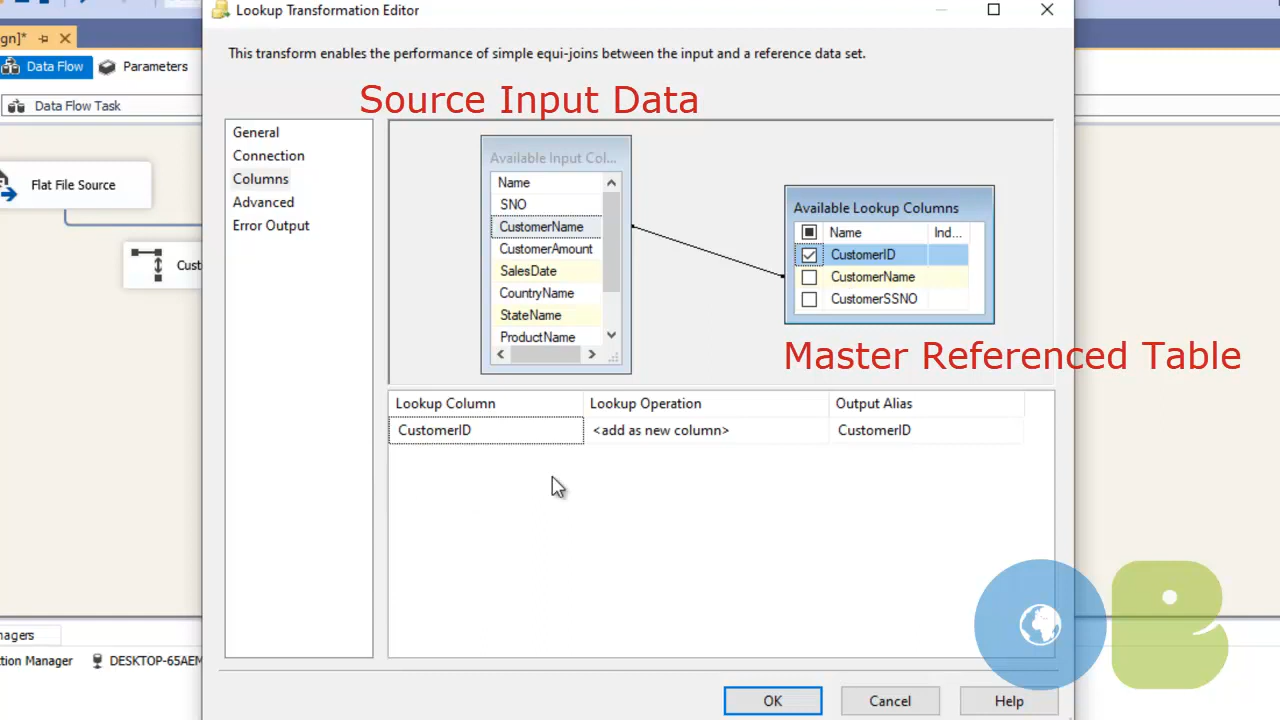 Lookup Transformation Editor
gn]*
This transform enables the performance of simple equi-joins between the input and a reference data set.
Data Flow
Parameters
Source Input Data
Data Flow Task
General
Connection
Columns
Advanced
Error Output
Available Input Col...
Name
SNO
CustomerName
CustomerAmount
SalesDate
CountryName
StateName
ProductName
Available Lookup Columns
Name Ind...
CustomerID
CustomerName
CustomerSSNO
Flat File Source
Cust
Master Referenced Table
Lookup Column Lookup Operation Output Alias
CustomerID <add as new column> CustomerID
B
nagers
tion Manager
DESKTOP-65AEM
OK
Cancel
Help